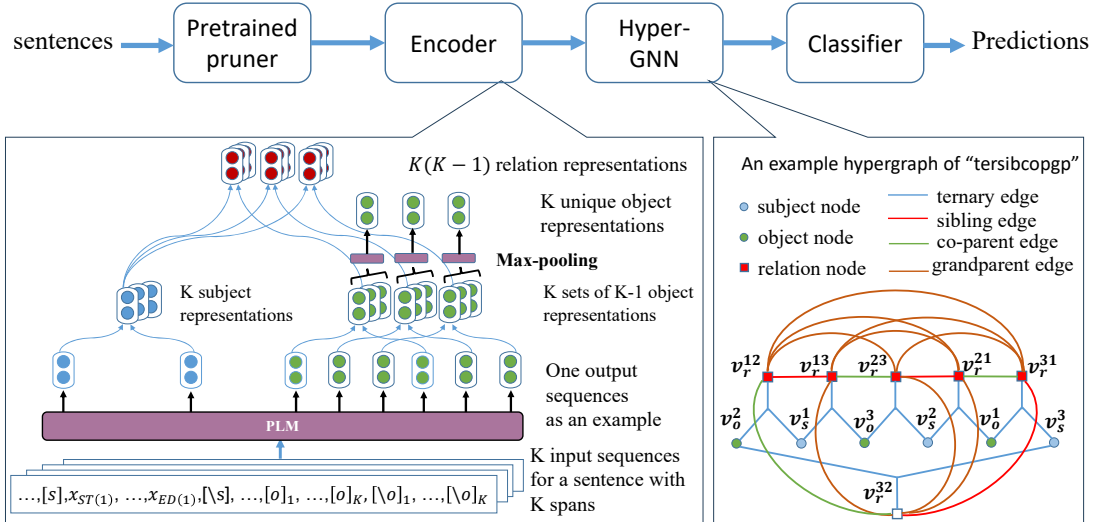 sentences
Pretrained
pruner
Encoder
Hyper-
GNN
Classifier
Predictions
K(K − 1) relation representations
K unique object
representations
Max-pooling
K subject
representations
K sets of K-1 object
representations
One output
sequences
as an example
PLM
K input sequences
for a sentence with
K spans
...,[s],x_{ST(1)}, ...,x_{ED(1)},[\s], ...,[o]_1, ...,[o]_K,[\o]_1, ...,[\o]_K
An example hypergraph of “tersibcopgp”
subject node
object node
relation node
ternary edge
sibling edge
co-parent edge
grandparent edge
v_r^{12} v_r^{13} v_r^{23} v_r^{21} v_r^{31}
v_o^2 v_s^1 v_o^3 v_s^2 v_o^1 v_s^3
v_r^{32}